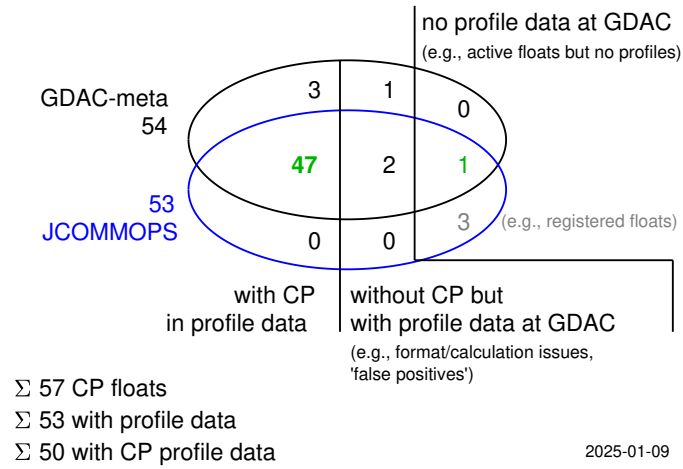 no profile data at GDAC
(e.g., active floats but no profiles)
GDAC-meta
54
3
1
0
47
2
1
53
JCOMMOPS
0
0
3
(e.g., registered floats)
with CP
in profile data
without CP but
with profile data at GDAC
(e.g., format/calculation issues,
'false positives')
Σ 57 CP floats
Σ 53 with profile data
Σ 50 with CP profile data
2025-01-09